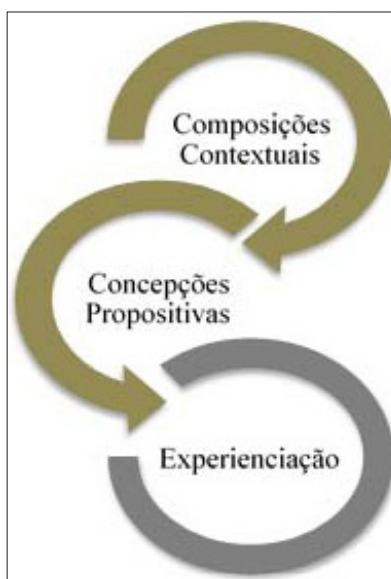 Composições
Contextuais
Concepções
Propositivas
Experienciação